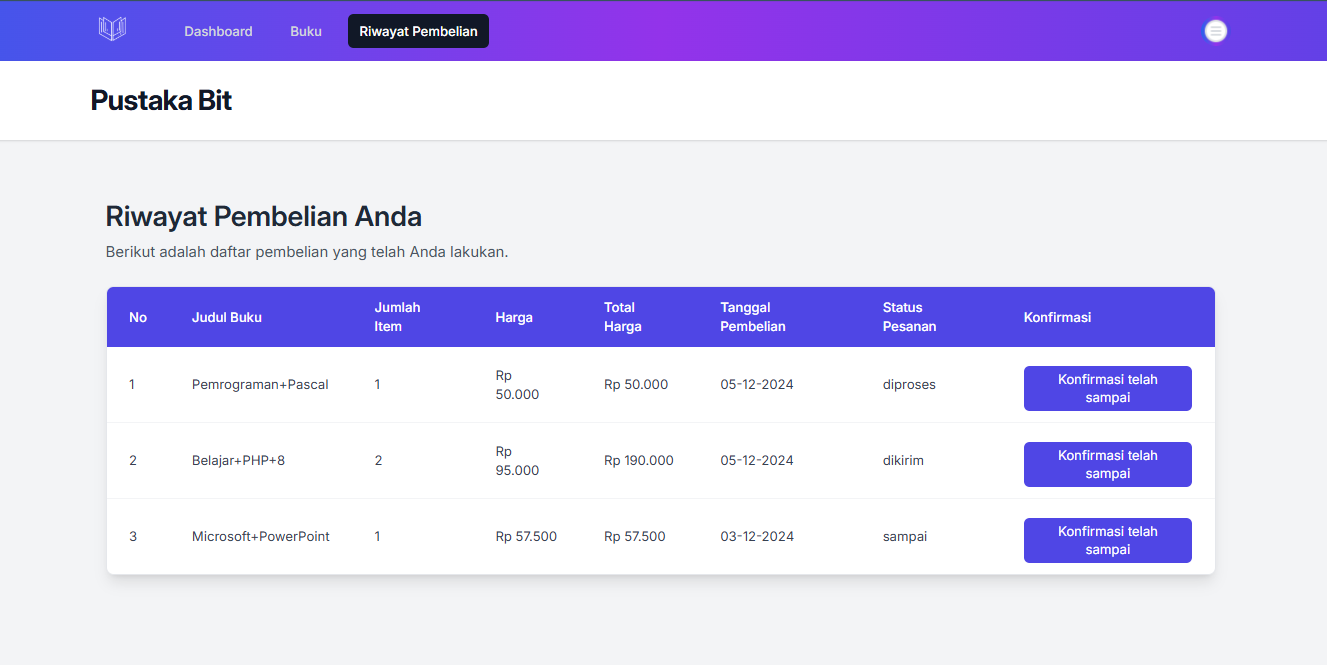 Dashboard Buku Riwayat Pembelian
Pustaka Bit
Riwayat Pembelian Anda
Berikut adalah daftar pembelian yang telah Anda lakukan.
No Judul Buku Jumlah Item Harga Total Harga Tanggal Pembelian Status Pesanan Konfirmasi
1 Pemrograman+Pascal 1 Rp 50.000 Rp 50.000 05-12-2024 diproses Konfirmasi telah sampai
2 Belajar+PHP+8 2 Rp 95.000 Rp 190.000 05-12-2024 dikirim Konfirmasi telah sampai
3 Microsoft+PowerPoint 1 Rp 57.500 Rp 57.500 03-12-2024 sampai Konfirmasi telah sampai